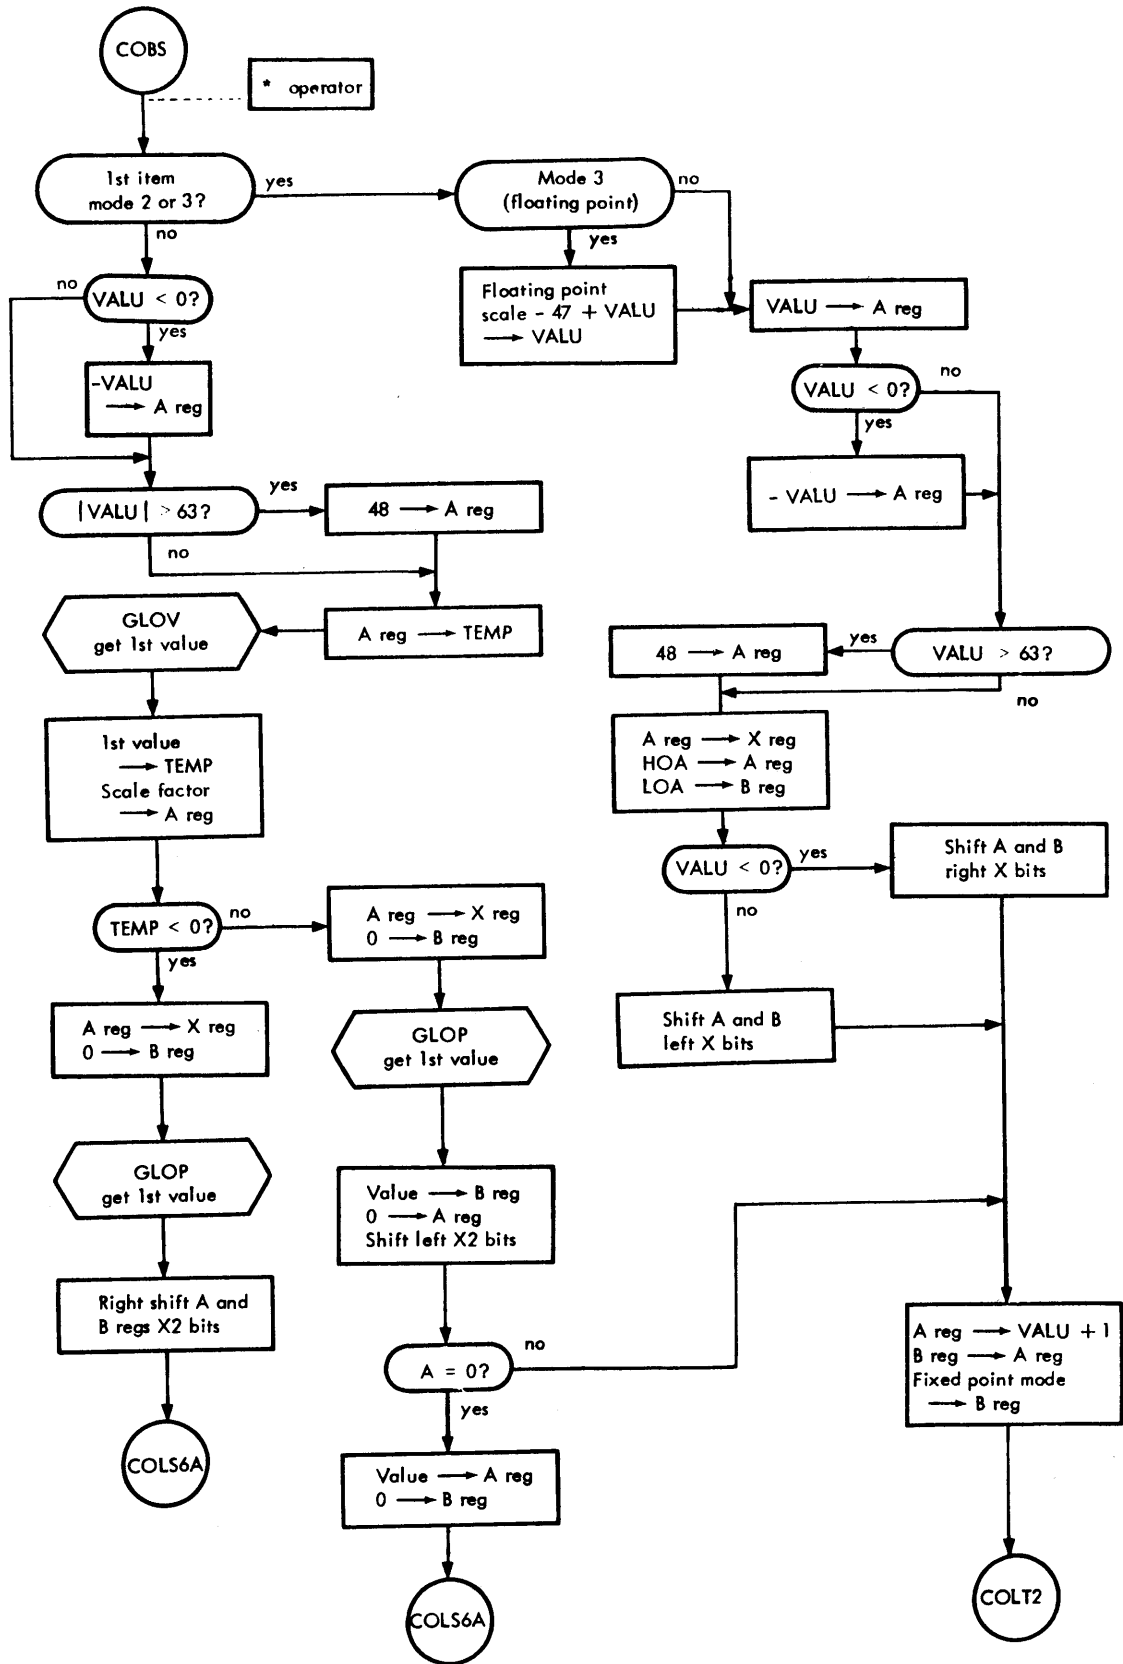 COBS
* operator
1st item
mode 2 or 3?
yes
Mode 3
(floating point)
no
no
yes
no
VALU < 0?
yes
Floating point
scale - 47 + VALU
→ VALU
VALU → A reg
-VALU
→ A reg
VALU < 0?
no
yes
- VALU → A reg
|VALU| > 63?
yes
48 → A reg
no
GLOV
get 1st value
A reg → TEMP
48 → A reg
yes
VALU > 63?
no
1st value
→ TEMP
Scale factor
→ A reg
A reg → X reg
HOA → A reg
LOA → B reg
VALU < 0?
yes
Shift A and B
right X bits
no
TEMP < 0?
no
A reg → X reg
0 → B reg
yes
A reg → X reg
0 → B reg
GLOP
get 1st value
Shift A and B
left X bits
GLOP
get 1st value
Value → B reg
0 → A reg
Shift left X2 bits
Right shift A and
B regs X2 bits
A = 0?
no
yes
A reg → VALU + 1
B reg → A reg
Fixed point mode
→ B reg
COLS6A
Value → A reg
0 → B reg
COLS6A
COLT2